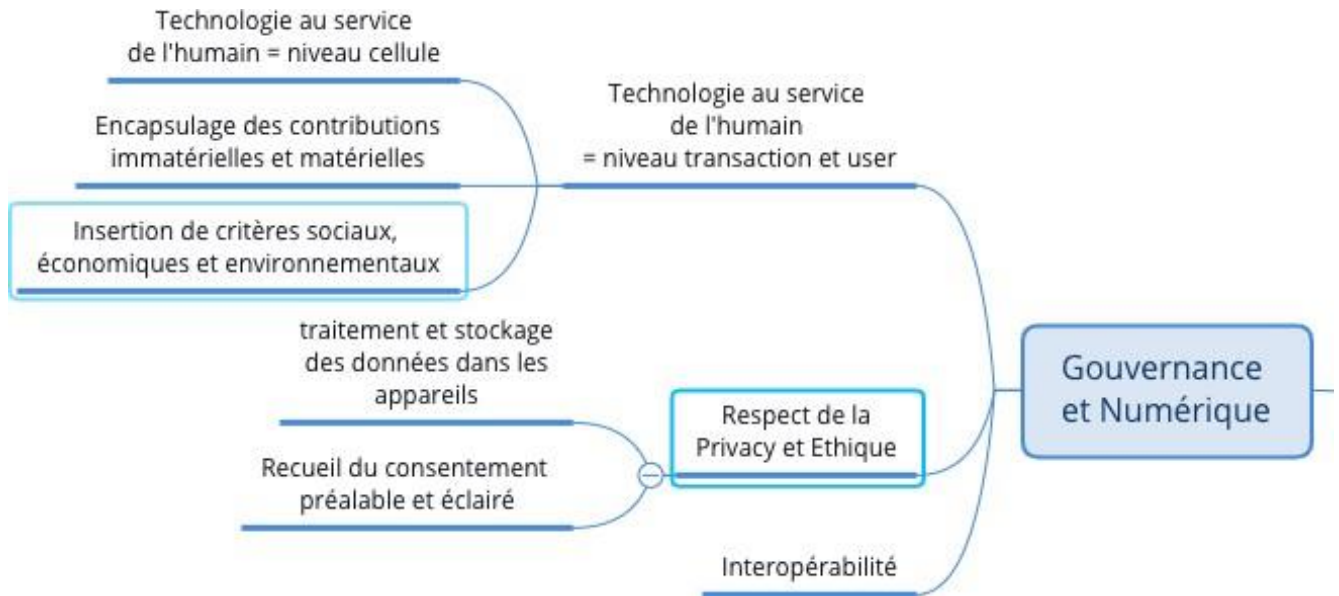 Technologie au service
de l'humain = niveau cellule
Encapsulage des contributions
immatérielles et matérielles
Insertion de critères sociaux,
économiques et environnementaux
Technologie au service
de l'humain
= niveau transaction et user
traitement et stockage
des données dans les
appareils
Recueil du consentement
préalable et éclairé
Respect de la
Privacy et Ethique
Interopérabilité
Gouvernance
et Numérique